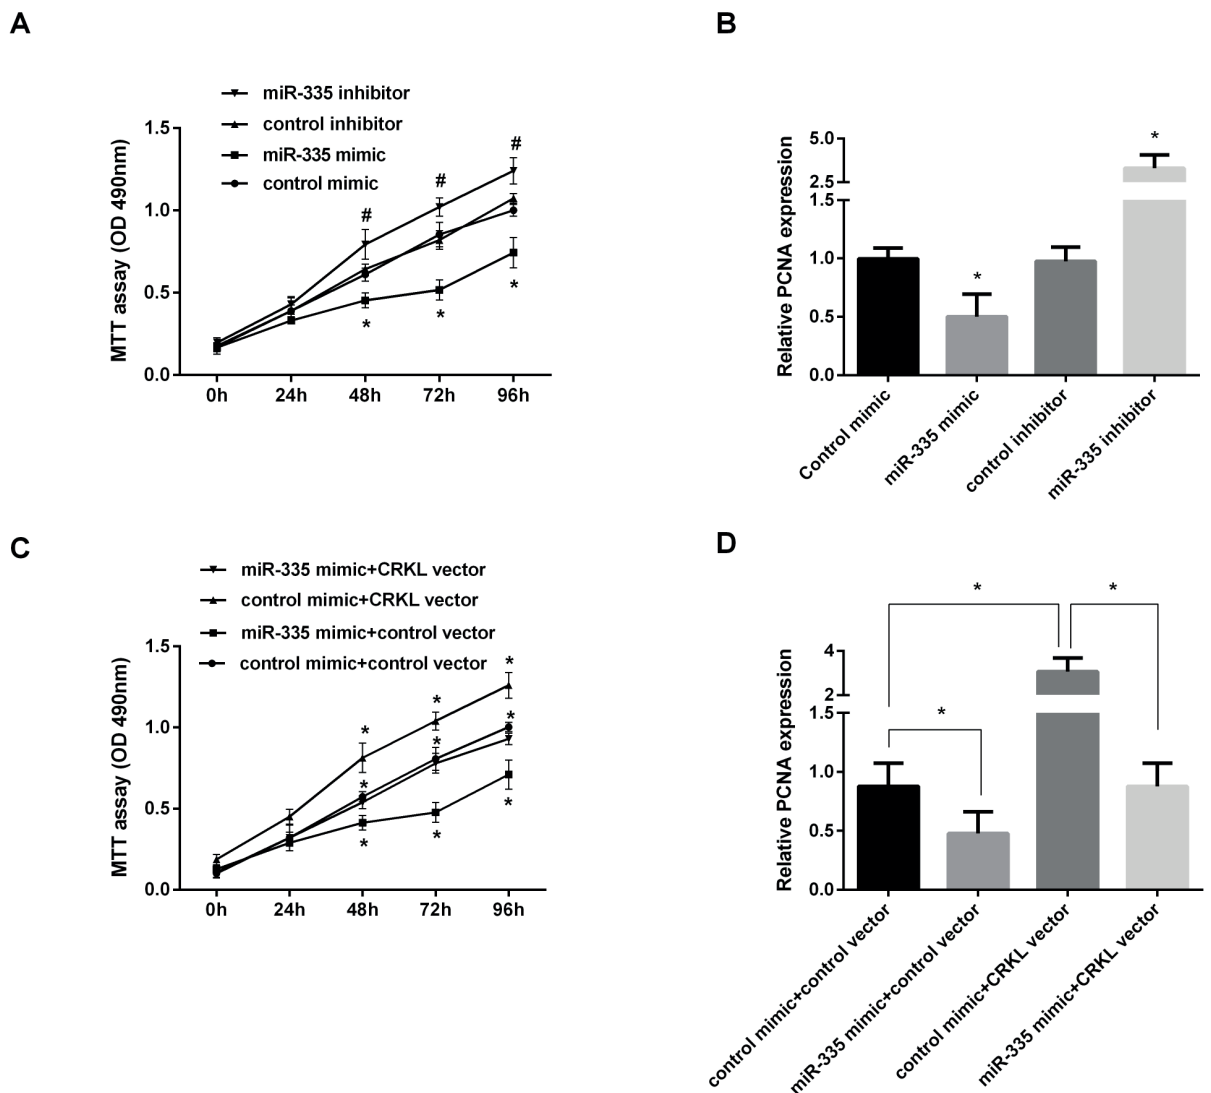 A
miR-335 inhibitor
control inhibitor
miR-335 mimic
control mimic
MTT assay (OD 490nm)
1.5
1.0
0.5
0.0
#
#
#
*
*
*
0h 24h 48h 72h 96h
B
Relative PCNA expression
5.0
2.5
1.5
1.0
0.5
0.0
*
*
Control mimic
miR-335 mimic
control inhibitor
miR-335 inhibitor
C
miR-335 mimic+CRKL vector
control mimic+CRKL vector
miR-335 mimic+control vector
control mimic+control vector
MTT assay (OD 490nm)
1.5
1.0
0.5
0.0
*
*
*
*
*
*
*
*
*
0h 24h 48h 72h 96h
D
Relative PCNA expression
4
2
1.5
1.0
0.5
0.0
*
*
*
control mimic+control vector
miR-335 mimic+control vector
control mimic+CRKL vector
miR-335 mimic+CRKL vector